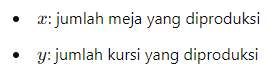 • x: jumlah meja yang diproduksi
• y: jumlah kursi yang diproduksi